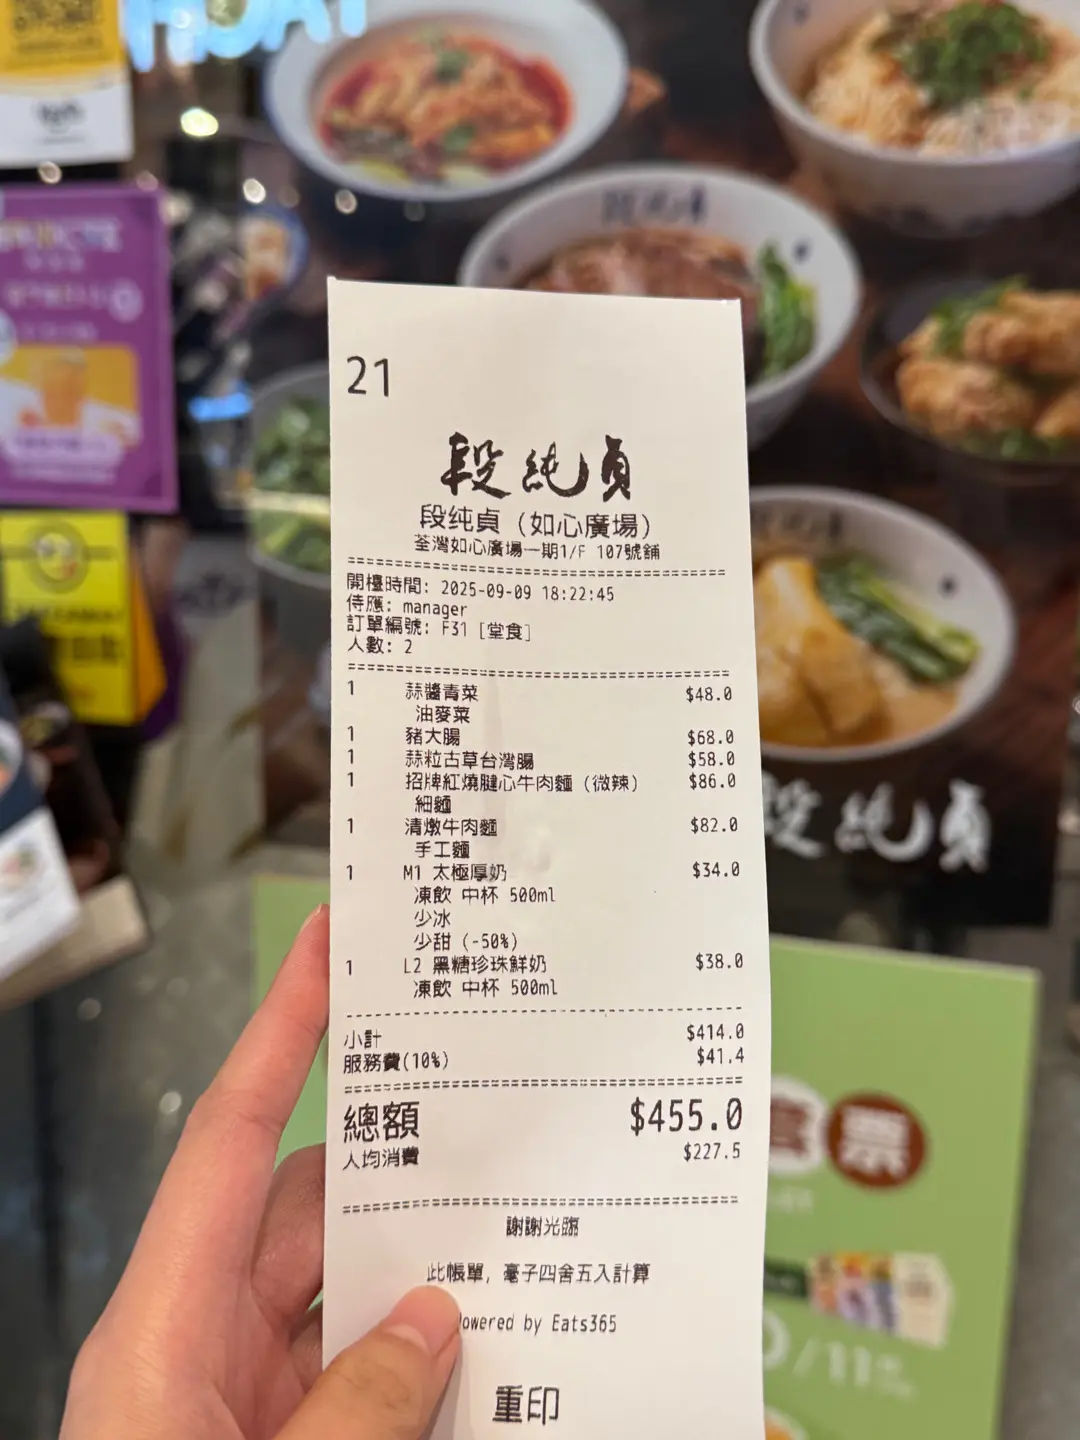 21
段純貞
段纯貞 (如心廣場)
荃灣如心廣場一期1/F 107號舖
開檯時間: 2025-09-09 18:22:45
侍應: manager
訂單編號: F31 [堂食]
人數: 2
1 蒜醬青菜 $48.0
油麥菜
1 豬大腸 $68.0
1 蒜粒古草台灣腸 $58.0
1 招牌紅燒腱心牛肉麵 (微辣) $86.0
細麵
1 清燉牛肉麵 $82.0
手工麵
1 M1 太極厚奶 $34.0
凍飲 中杯 500ml
少冰
少甜 (-50%)
1 L2 黑糖珍珠鮮奶 $38.0
凍飲 中杯 500ml
小計 $414.0
服務費(10%) $41.4
總額 $455.0
人均消費 $227.5
謝謝光臨
此帳單, 毫子四舍五入計算
Powered by Eats365
重印
段純貞
票
/11